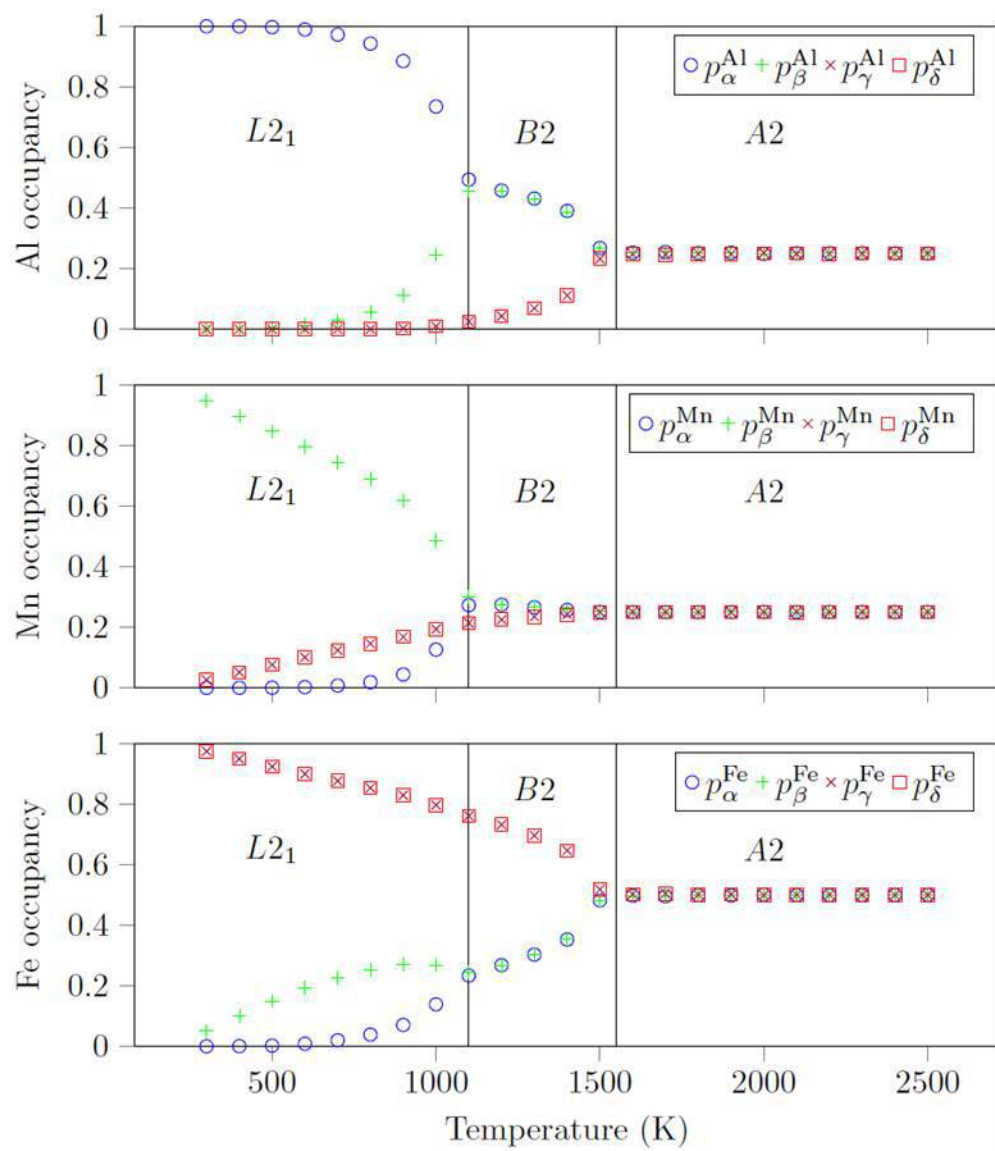 1
0.8
0.6
0.4
0.2
0
Al occupancy
p_α^Al p_β^Al p_γ^Al p_δ^Al
L2₁ B2 A2
1
0.8
0.6
0.4
0.2
0
Mn occupancy
p_α^Mn p_β^Mn p_γ^Mn p_δ^Mn
L2₁ B2 A2
1
0.8
0.6
0.4
0.2
0
Fe occupancy
p_α^Fe p_β^Fe p_γ^Fe p_δ^Fe
L2₁ B2 A2
500 1000 1500 2000 2500
Temperature (K)